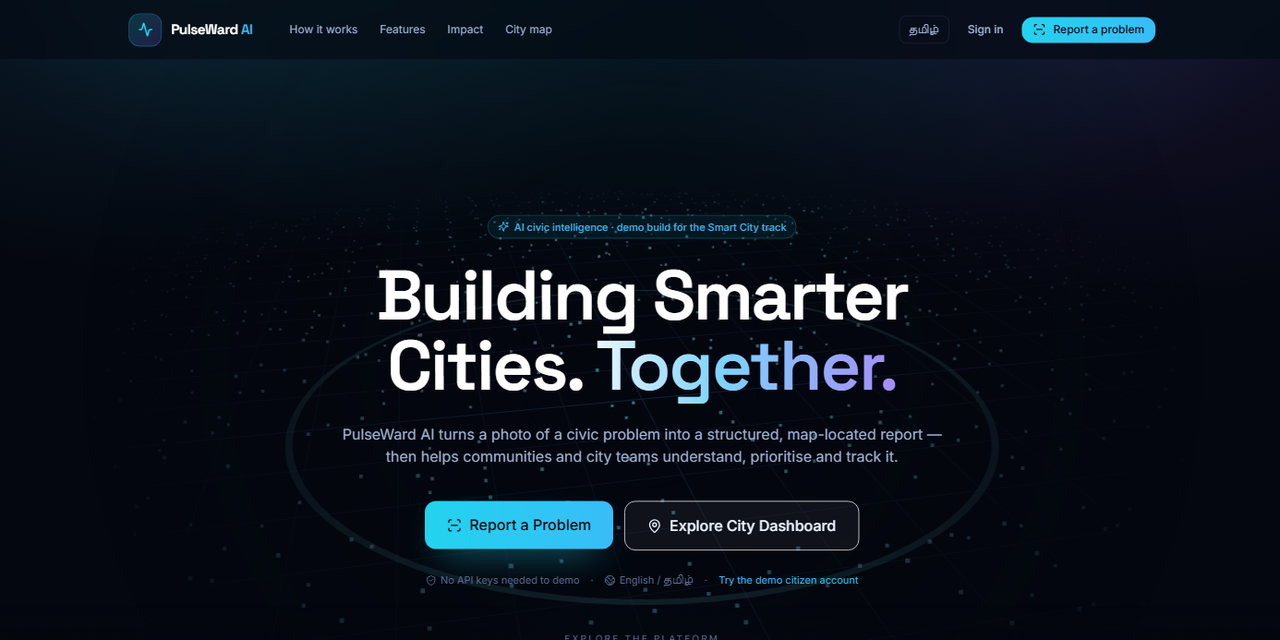 PulseWard AI
How it works
Features
Impact
City map
தமிழ்
Sign in
Report a problem
AI civic intelligence · demo build for the Smart City track
Building Smarter
Cities. Together.
PulseWard AI turns a photo of a civic problem into a structured, map-located report —
then helps communities and city teams understand, prioritise and track it.
Report a Problem
Explore City Dashboard
No API keys needed to demo · English / தமிழ் · Try the demo citizen account
EXPLORE THE PLATFORM